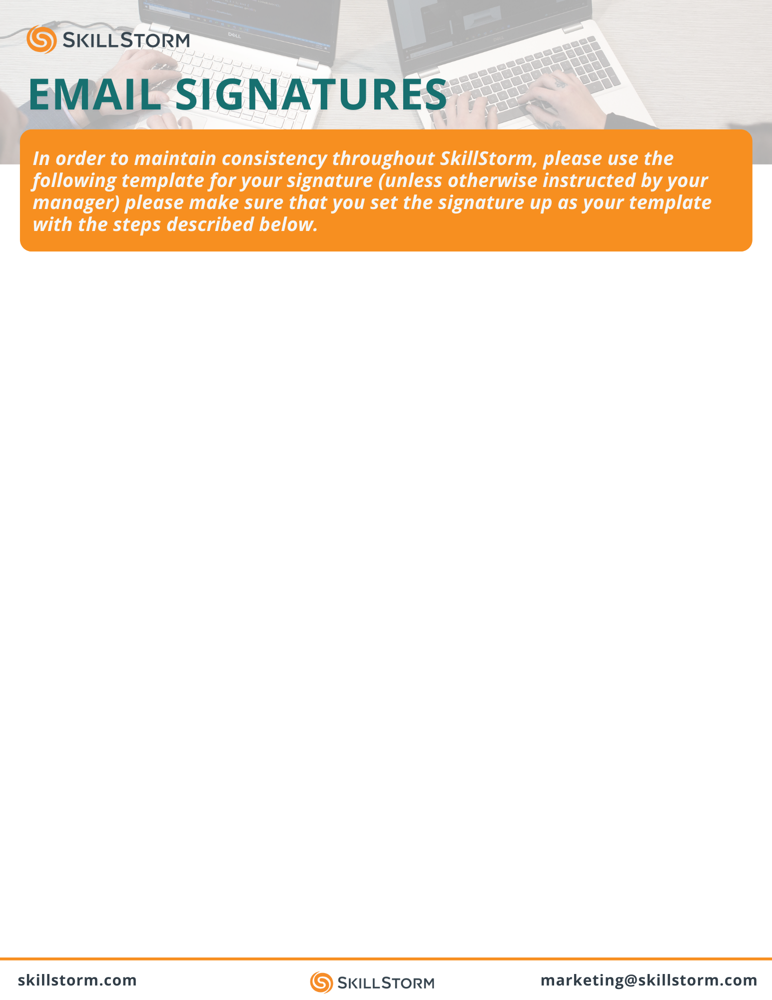 SKILLSTORM
EMAIL SIGNATURES
In order to maintain consistency throughout SkillStorm, please use the
following template for your signature (unless otherwise instructed by your
manager) please make sure that you set the signature up as your template
with the steps described below.
skillstorm.com
SKILLSTORM
marketing@skillstorm.com